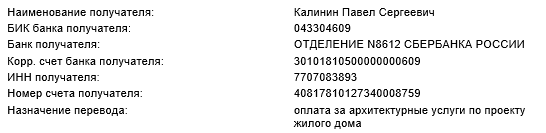 Наименование получателя: Калинин Павел Сергеевич
БИК банка получателя: 043304609
Банк получателя: ОТДЕЛЕНИЕ N8612 СБЕРБАНКА РОССИИ
Корр. счет банка получателя: 30101810500000000609
ИНН получателя: 7707083893
Номер счета получателя: 40817810127340008759
Назначение перевода: оплата за архитектурные услуги по проекту
жилого дома